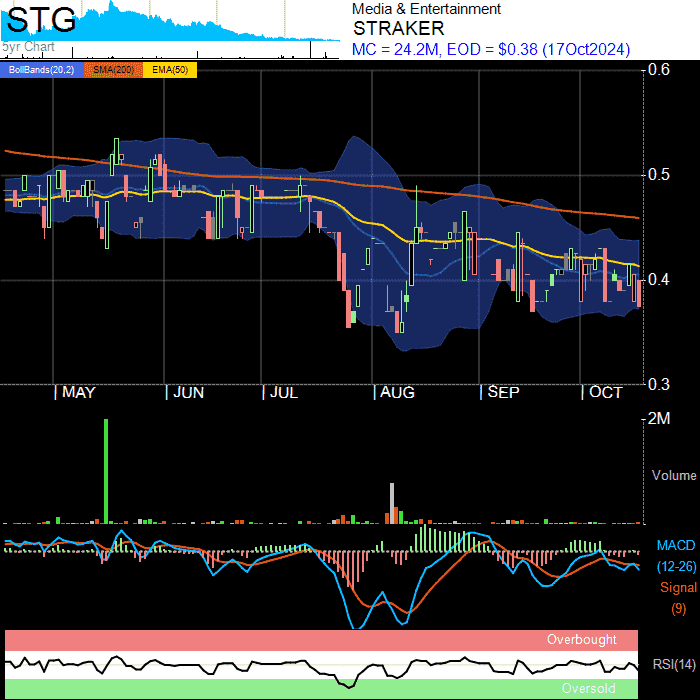 STG
5yr Chart
Media & Entertainment
STRAKER
MC = 24.2M, EOD = $0.38 (17Oct2024)
BollBands(20,2) SMA(200) EMA(50)
0.6
0.5
0.4
0.3
MAY JUN JUL AUG SEP OCT
2M
Volume
MACD
(12-26)
Signal
(9)
Overbought
RSI(14)
Oversold